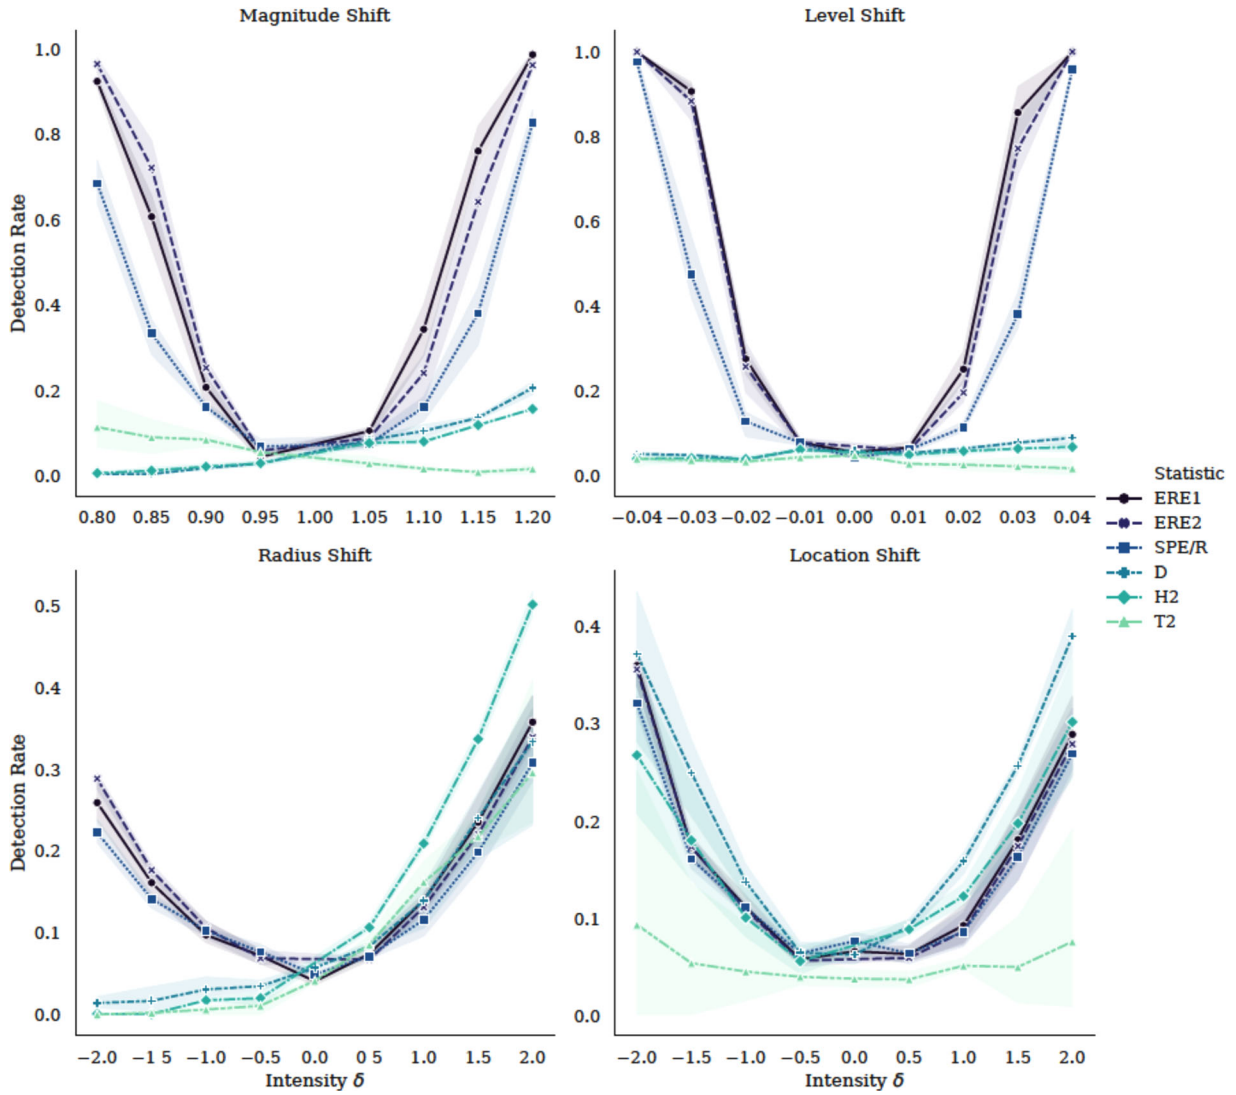 Magnitude Shift
Level Shift
Detection Rate
1.0
0.8
0.6
0.4
0.2
0.0
1.0
0.8
0.6
0.4
0.2
0.0
0.80 0.85 0.90 0.95 1.00 1.05 1.10 1.15 1.20
−0.04 −0.03 −0.02 −0.01 0.00 0.01 0.02 0.03 0.04
Statistic
ERE1
ERE2
SPE/R
D
H2
T2
Radius Shift
Location Shift
Detection Rate
0.5
0.4
0.3
0.2
0.1
0.0
0.4
0.3
0.2
0.1
0.0
−2.0 −1.5 −1.0 −0.5 0.0 0 5 1.0 1.5 2.0
−2.0 −1.5 −1.0 −0.5 0.0 0.5 1.0 1.5 2.0
Intensity δ
Intensity δ